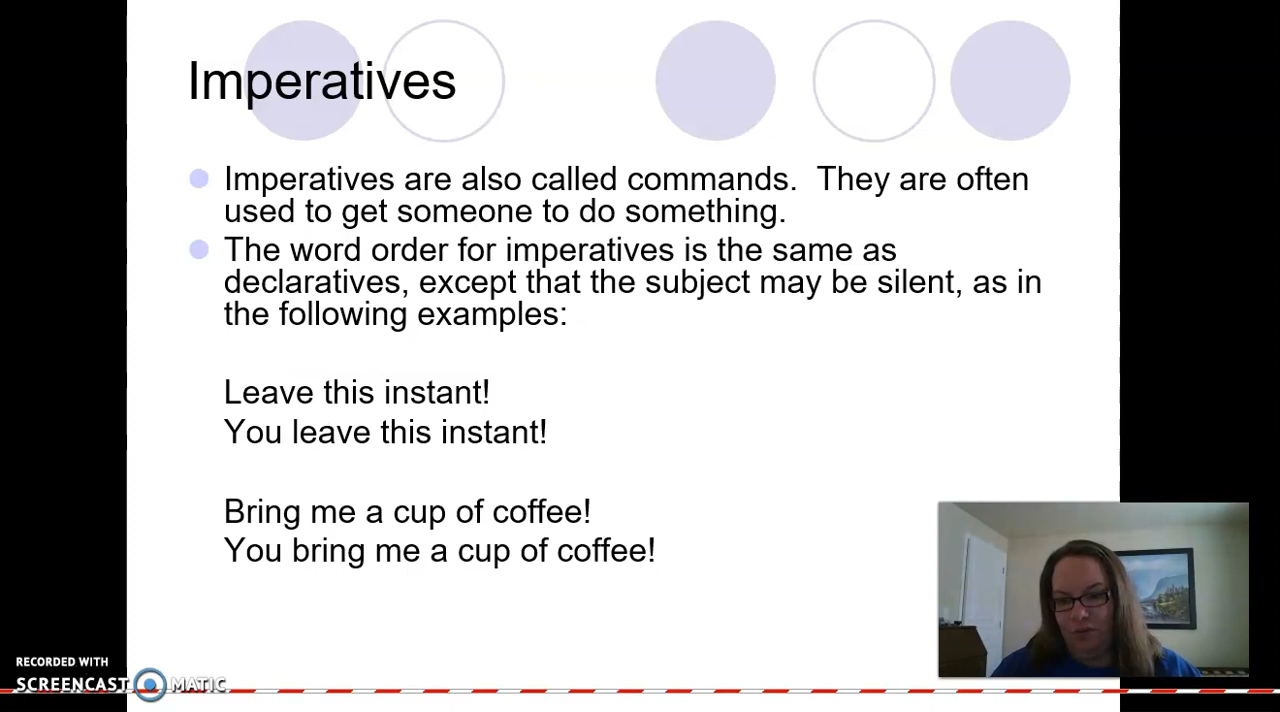 Imperatives
Imperatives are also called commands.  They are often
used to get someone to do something.
The word order for imperatives is the same as
declaratives, except that the subject may be silent, as in
the following examples:
Leave this instant!
You leave this instant!
Bring me a cup of coffee!
You bring me a cup of coffee!
RECORDED WITH
SCREENCAST MATIC